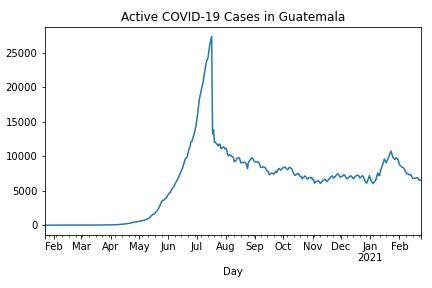 Active COVID-19 Cases in Guatemala
25000
20000
15000
10000
5000
0
Feb Mar Apr May Jun Jul Aug Sep Oct Nov Dec Jan Feb
2021
Day